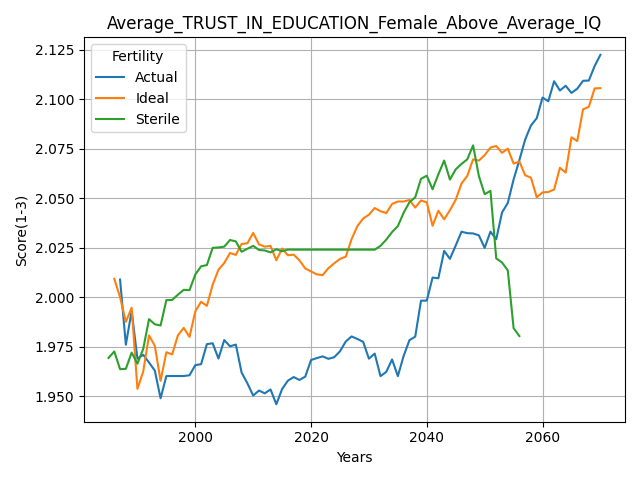 Average_TRUST_IN_EDUCATION_Female_Above_Average_IQ
Fertility
Actual
Ideal
Sterile
Score(1-3)
2.125
2.100
2.075
2.050
2.025
2.000
1.975
1.950
2000
2020
2040
2060
Years